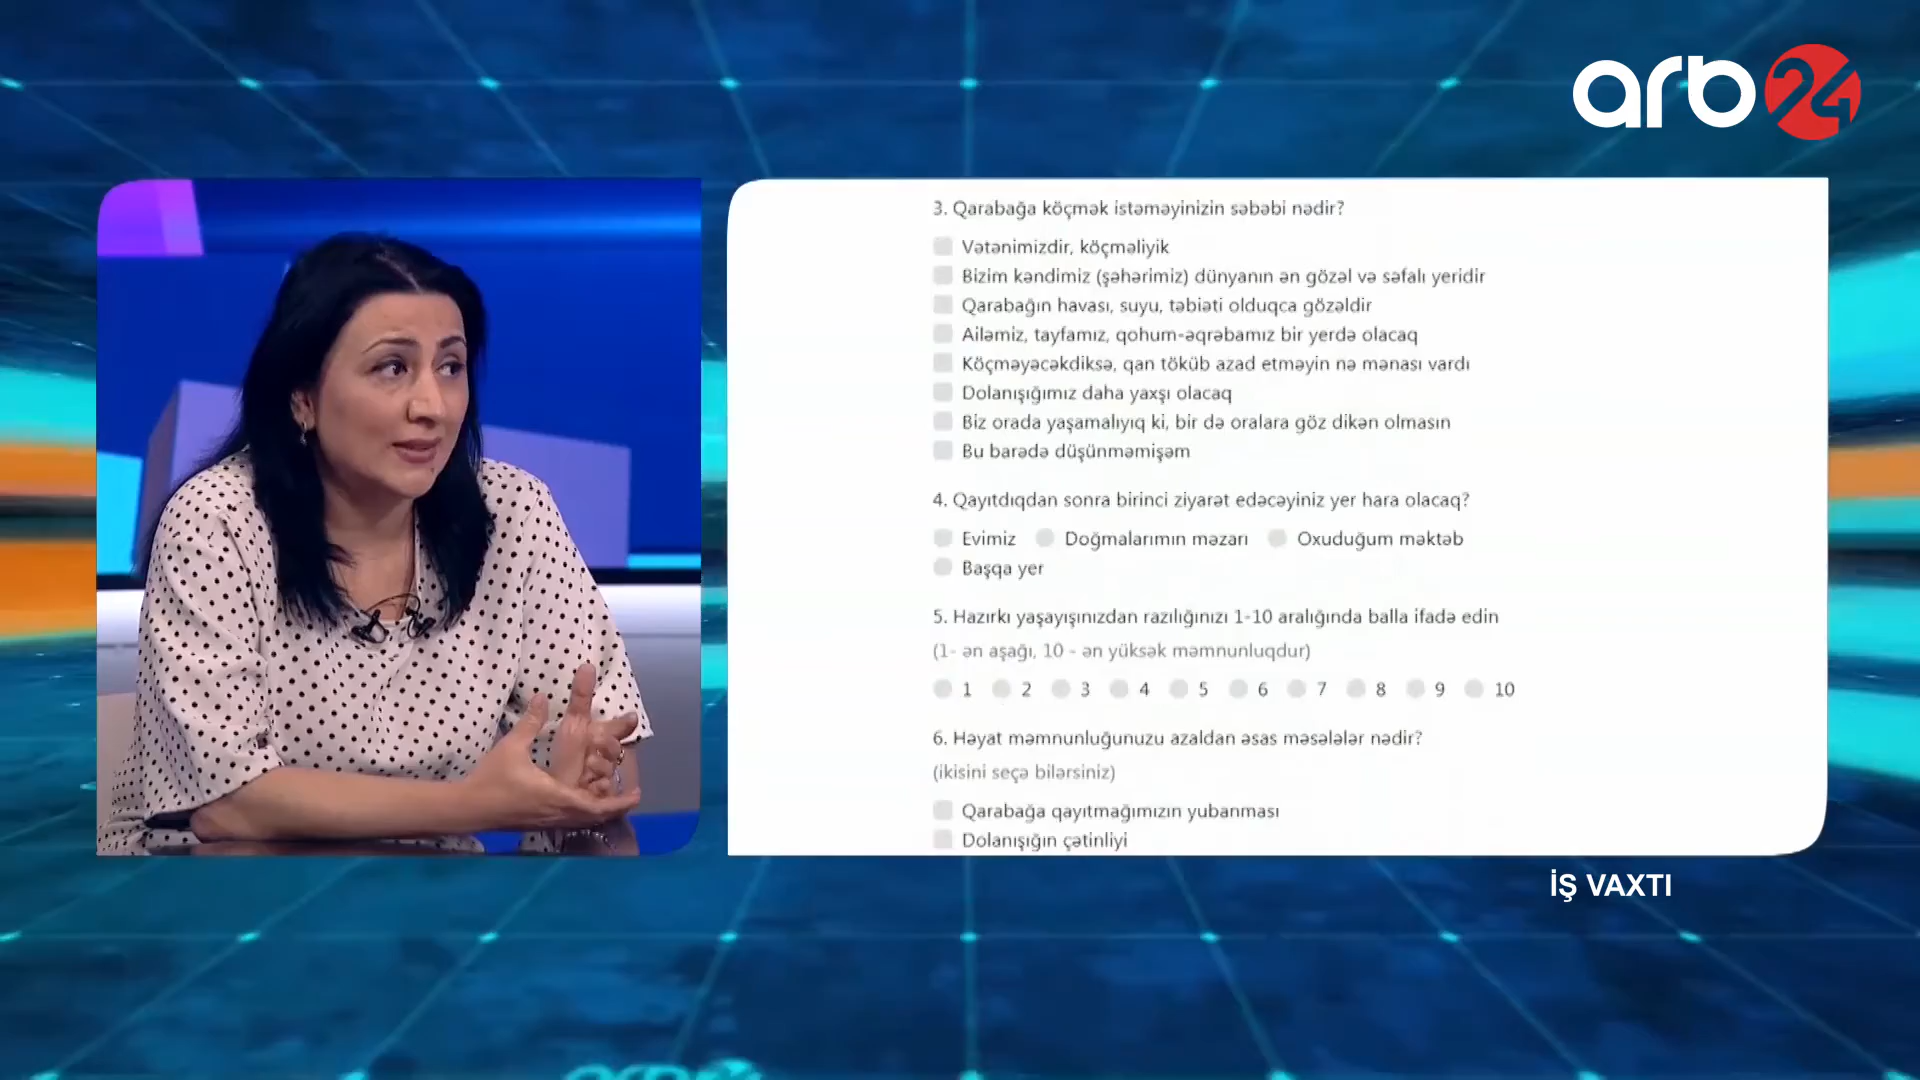 arb24
3. Qarabağa köçmək istəməyinizin səbəbi nədir?
Vətənimizdir, köçməliyik
Bizim kəndimiz (şəhərimiz) dünyanın ən gözəl və səfalı yeridir
Qarabağın havası, suyu, təbiəti olduqca gözəldir
Ailəmiz, tayfamız, qohum-əqrəbamız bir yerdə olacaq
Köçməyəcəkdiksə, qan töküb azad etməyin nə mənası vardı
Dolanışığımız daha yaxşı olacaq
Biz orada yaşamalıyıq ki, bir də oralara göz dikən olmasın
Bu barədə düşünməmişəm
4. Qayıtdıqdan sonra birinci ziyarət edəcəyiniz yer hara olacaq?
Evimiz Doğmalarımın məzarı Oxuduğum məktəb
Başqa yer
5. Hazırkı yaşayışınızdan razılığınızı 1-10 aralığında balla ifadə edin
(1- ən aşağı, 10 - ən yüksək məmnunluqdur)
1 2 3 4 5 6 7 8 9 10
6. Həyat məmnunluğunuzu azaldan əsas məsələlər nədir?
(ikisini seçə bilərsiniz)
Qarabağa qayıtmağımızın yubanması
Dolanışığın çətinliyi
İŞ VAXTI